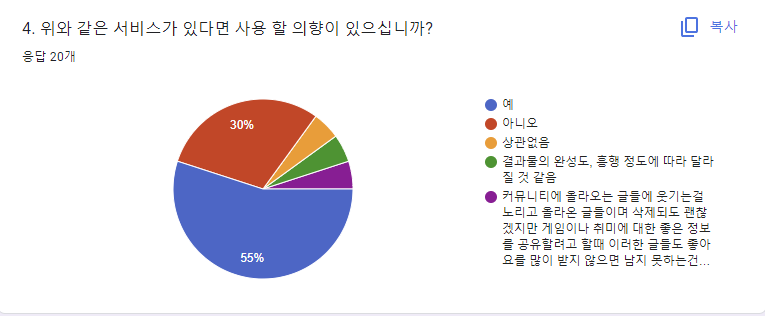 4. 위와 같은 서비스가 있다면 사용 할 의향이 있으십니까?
복사
응답 20개
30%
55%
예
아니오
상관없음
결과물의 완성도, 흥행 정도에 따라 달라
질 것 같음
커뮤니티에 올라오는 글들에 웃기는걸
노리고 올라온 글들이며 삭제되도 괜찮
겠지만 게임이나 취미에 대한 좋은 정보
를 공유할려고 할때 이러한 글들도 좋아
요를 많이 받지 않으면 남지 못하는건...